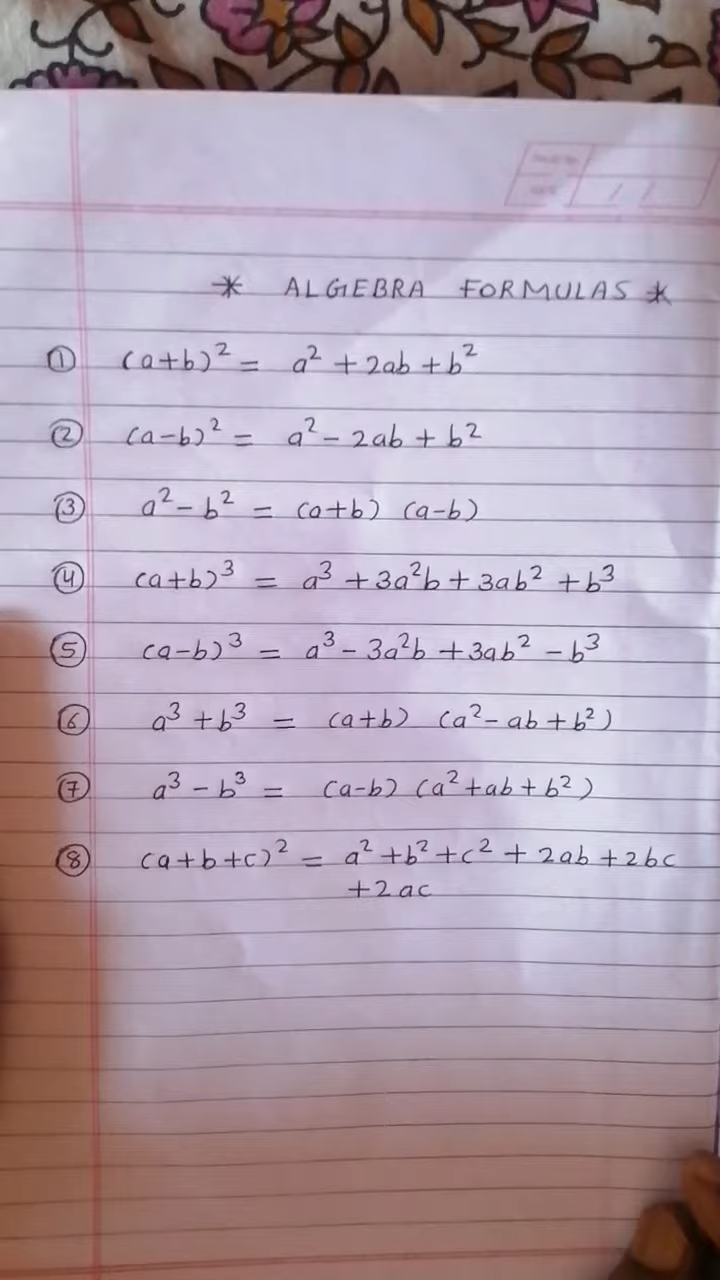 * ALGEBRA FORMULAS *
① (a+b)² = a² + 2ab + b²
② (a-b)² = a² - 2ab + b²
③ a² - b² = (a+b) (a-b)
④ (a+b)³ = a³ + 3a²b + 3ab² + b³
⑤ (a-b)³ = a³ - 3a²b + 3ab² - b³
⑥ a³ + b³ = (a+b) (a² - ab + b²)
⑦ a³ - b³ = (a-b) (a² + ab + b²)
⑧ (a+b+c)² = a² + b² + c² + 2ab + 2bc
+ 2ac